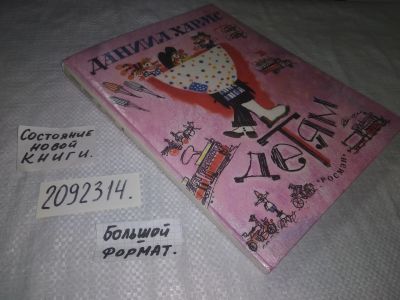 ДАНИИЛ ХАРМС
ДЕТЯМ
"РОСМЭН"
Состояние
новой
книги.
2092314.
Большой
формат.